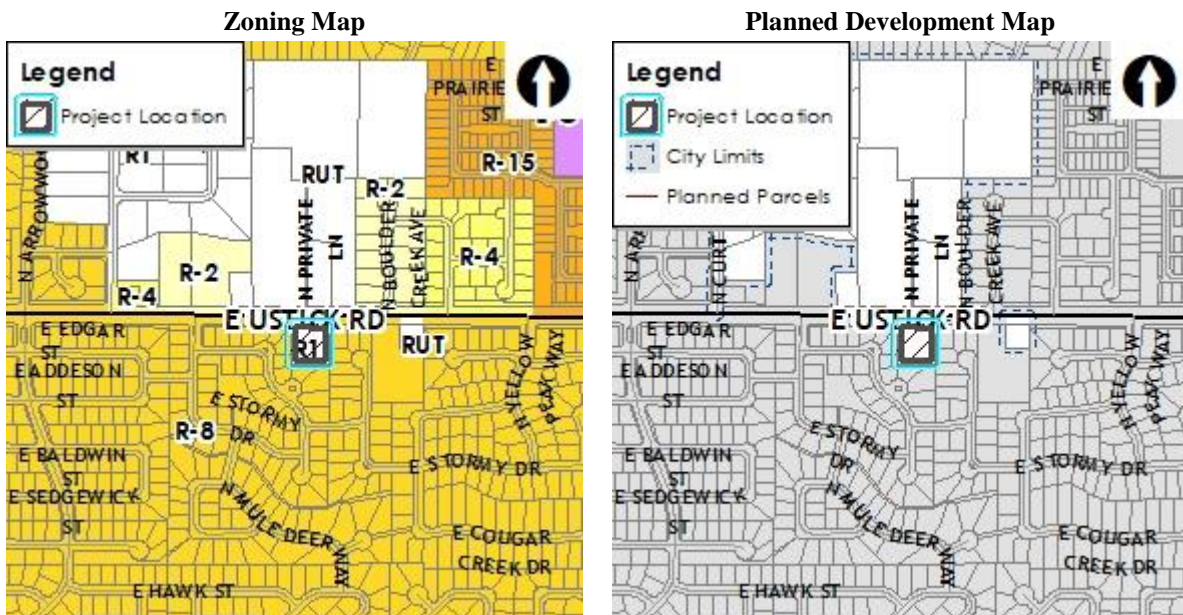 Zoning Map
Legend
Project Location
E
PRAIRIE
ST
R1
R-15
RUT
R-2
N PRIVATE
LN
N BOULDER
CREEK AVE
R-4
R-2
R-4
E USTICK RD
R1
RUT
E EDGAR
ST
E ADDESON
ST
E STORMY
DR
R-8
E BALDWIN
ST
E STORMY DR
E SEDGEWICK
ST
N MULE DEER WAY
N YELLOW
PEAK WAY
E COUGAR
CREEK DR
E HAWK ST
Planned Development Map
Legend
Project Location
City Limits
Planned Parcels
E
PRAIRIE
ST
N CURT
N PRIVATE
LN
N BOULDER
CREEK AVE
E USTICK RD
E EDGAR
ST
E ADDESON
ST
E STORMY
DR
E BALDWIN
ST
E STORMY DR
E SEDGEWICK
ST
N MULE DEER WAY
N YELLOW
PEAK WAY
E COUGAR
CREEK DR
E HAWK ST